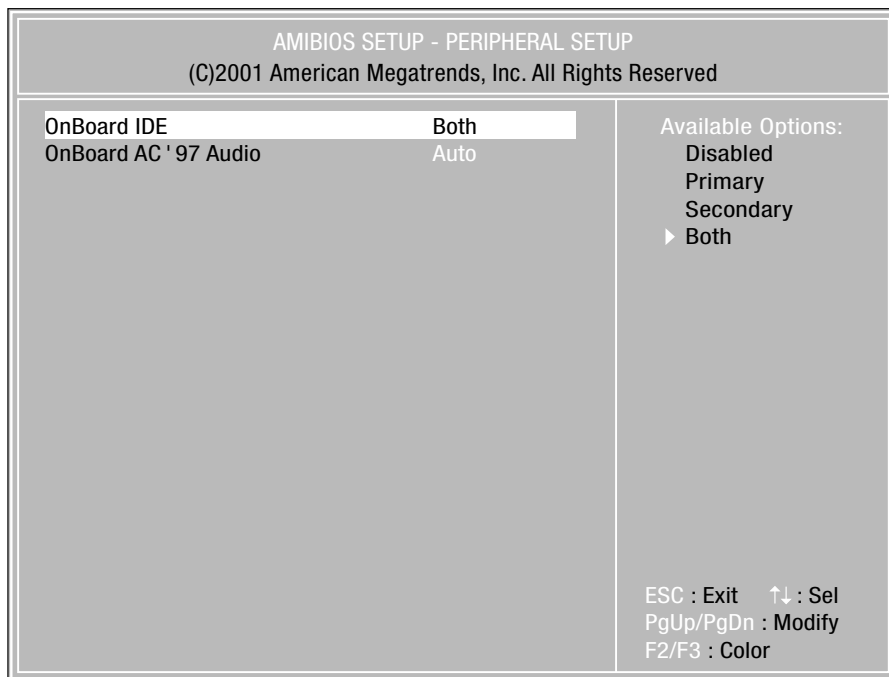 AMIBIOS SETUP - PERIPHERAL SETUP
(C)2001 American Megatrends, Inc. All Rights Reserved
OnBoard IDE Both
OnBoard AC ' 97 Audio Auto
Available Options:
Disabled
Primary
Secondary
Both
ESC : Exit ↑↓ : Sel
PgUp/PgDn : Modify
F2/F3 : Color